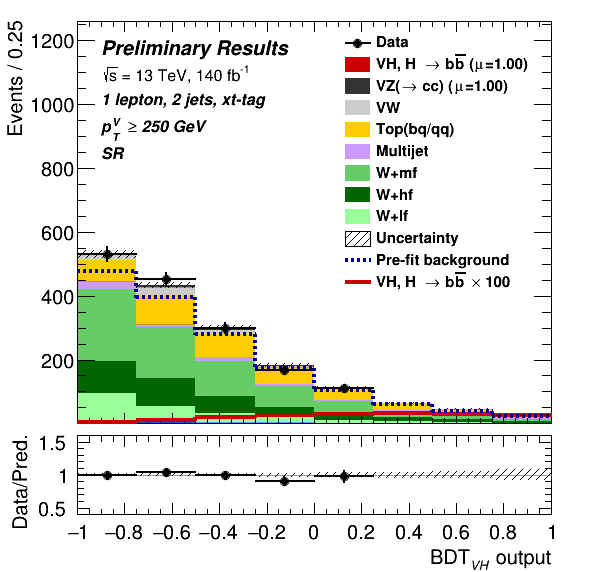 Events / 0.25
1200
1000
800
600
400
200
Preliminary Results
√s = 13 TeV, 140 fb⁻¹
1 lepton, 2 jets, xt-tag
p_T^V ≥ 250 GeV
SR
Data
VH, H → bb̅ (μ=1.00)
VZ(→ cc) (μ=1.00)
VW
Top(bq/qq)
Multijet
W+mf
W+hf
W+lf
Uncertainty
Pre-fit background
VH, H → bb̅ × 100
Data/Pred.
1.5
1
0.5
−1 −0.8 −0.6 −0.4 −0.2 0 0.2 0.4 0.6 0.8 1
BDT_VH output